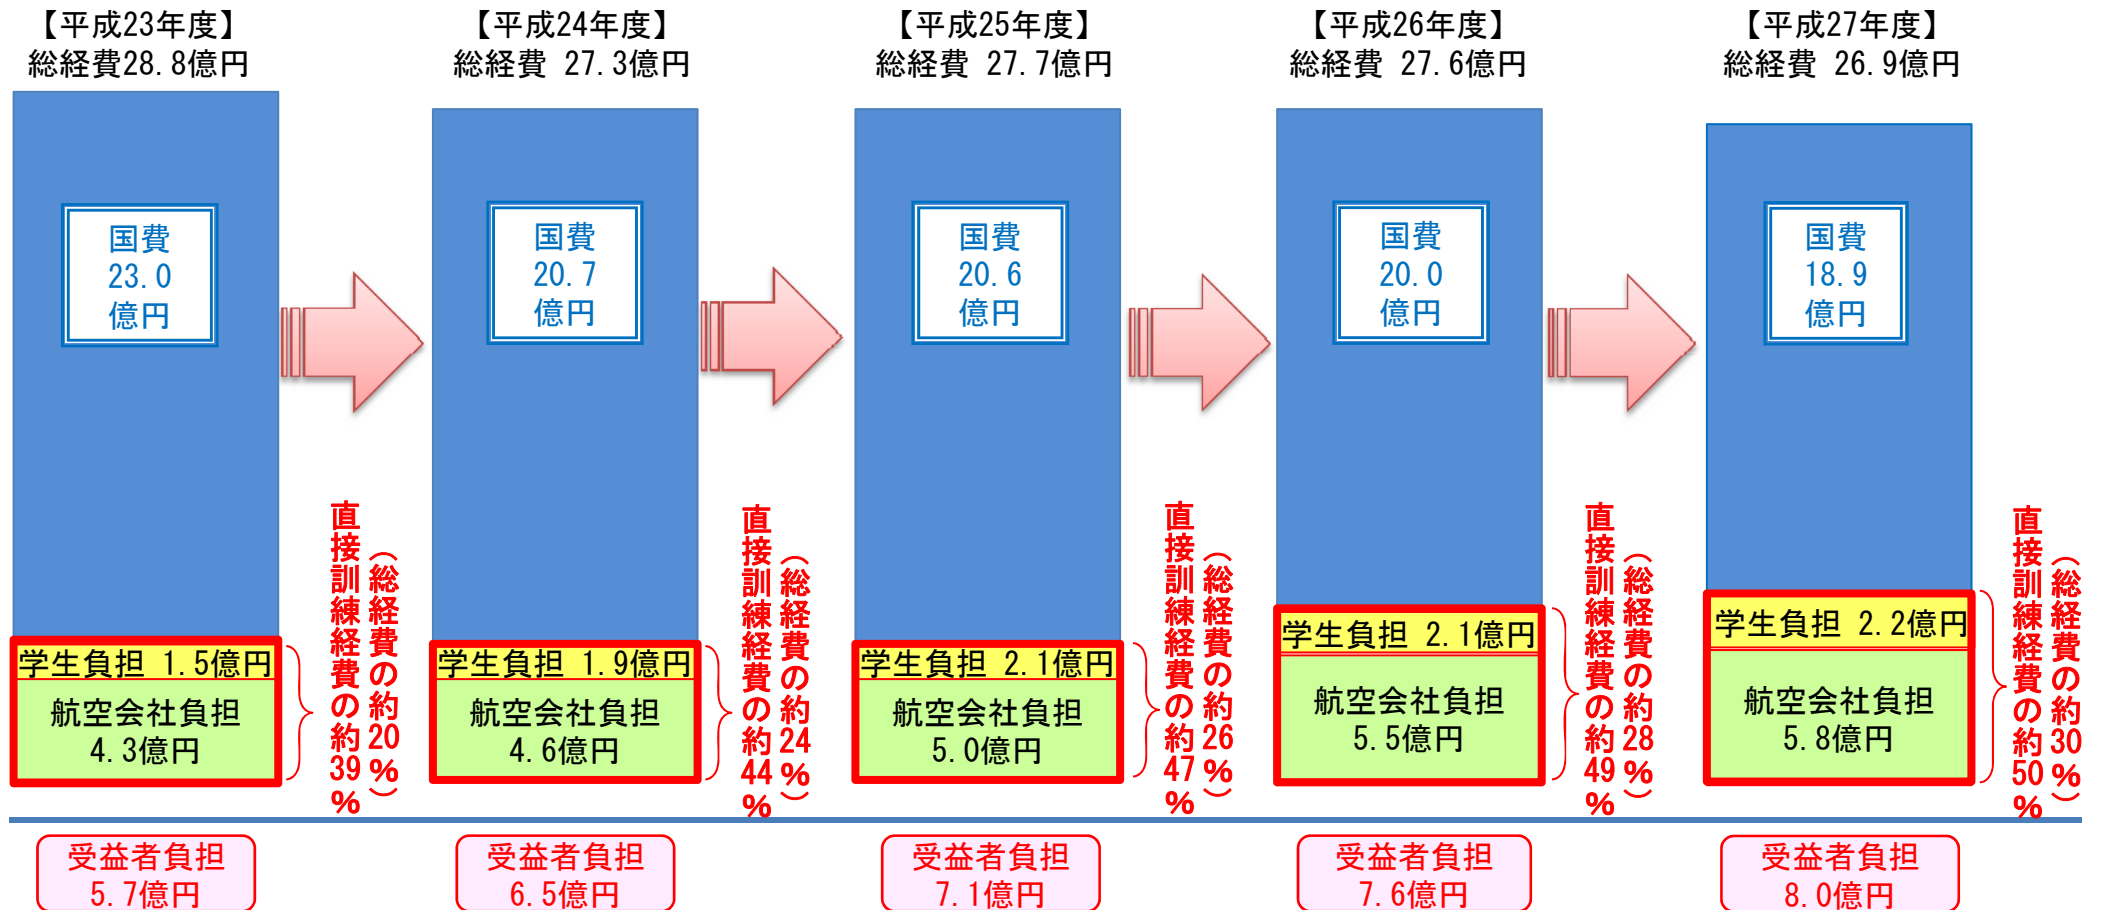 【平成23年度】
総経費28.8億円
国費
23.0
億円
学生負担 1.5億円
航空会社負担
4.3億円
直接訓練経費の約39%
（総経費の約20%）
受益者負担
5.7億円
【平成24年度】
総経費 27.3億円
国費
20.7
億円
学生負担 1.9億円
航空会社負担
4.6億円
直接訓練経費の約44%
（総経費の約24%）
受益者負担
6.5億円
【平成25年度】
総経費 27.7億円
国費
20.6
億円
学生負担 2.1億円
航空会社負担
5.0億円
直接訓練経費の約47%
（総経費の約26%）
受益者負担
7.1億円
【平成26年度】
総経費 27.6億円
国費
20.0
億円
学生負担 2.1億円
航空会社負担
5.5億円
直接訓練経費の約49%
（総経費の約28%）
受益者負担
7.6億円
【平成27年度】
総経費 26.9億円
国費
18.9
億円
学生負担 2.2億円
航空会社負担
5.8億円
直接訓練経費の約50%
（総経費の約30%）
受益者負担
8.0億円